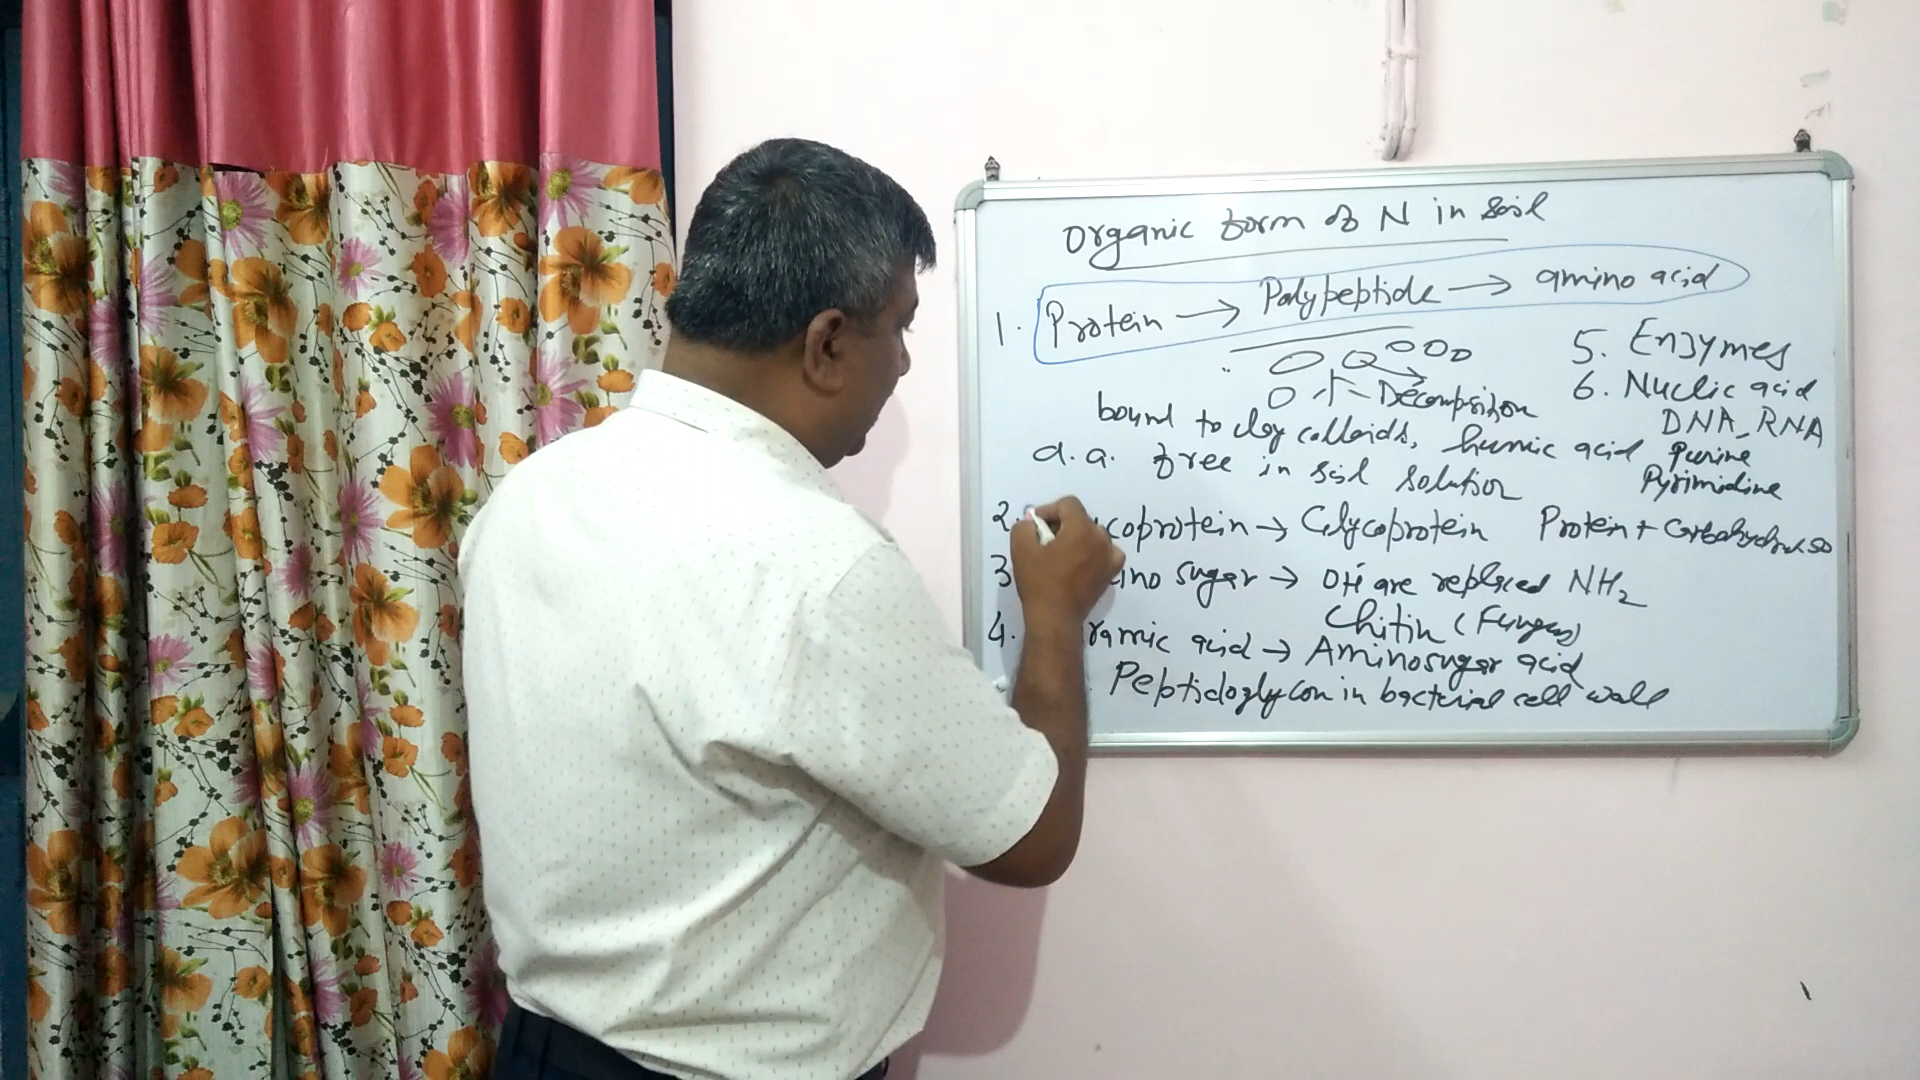 Organic form of N in Soil
1. Protein → Polypeptide → amino acid
Decomposition
bound to clay colloids, humic acid
a.a. free in soil solution
5. Enzymes
6. Nuclic acid
DNA, RNA
Purine
Pyrimidine
2. coprotein → Glycoprotein Protein +
3 ino sugar → OH are replaced NH2
Chitin (Fungus)
4. ramic acid → Aminosugar acid
Peptidoglycan in bacterial cell wall